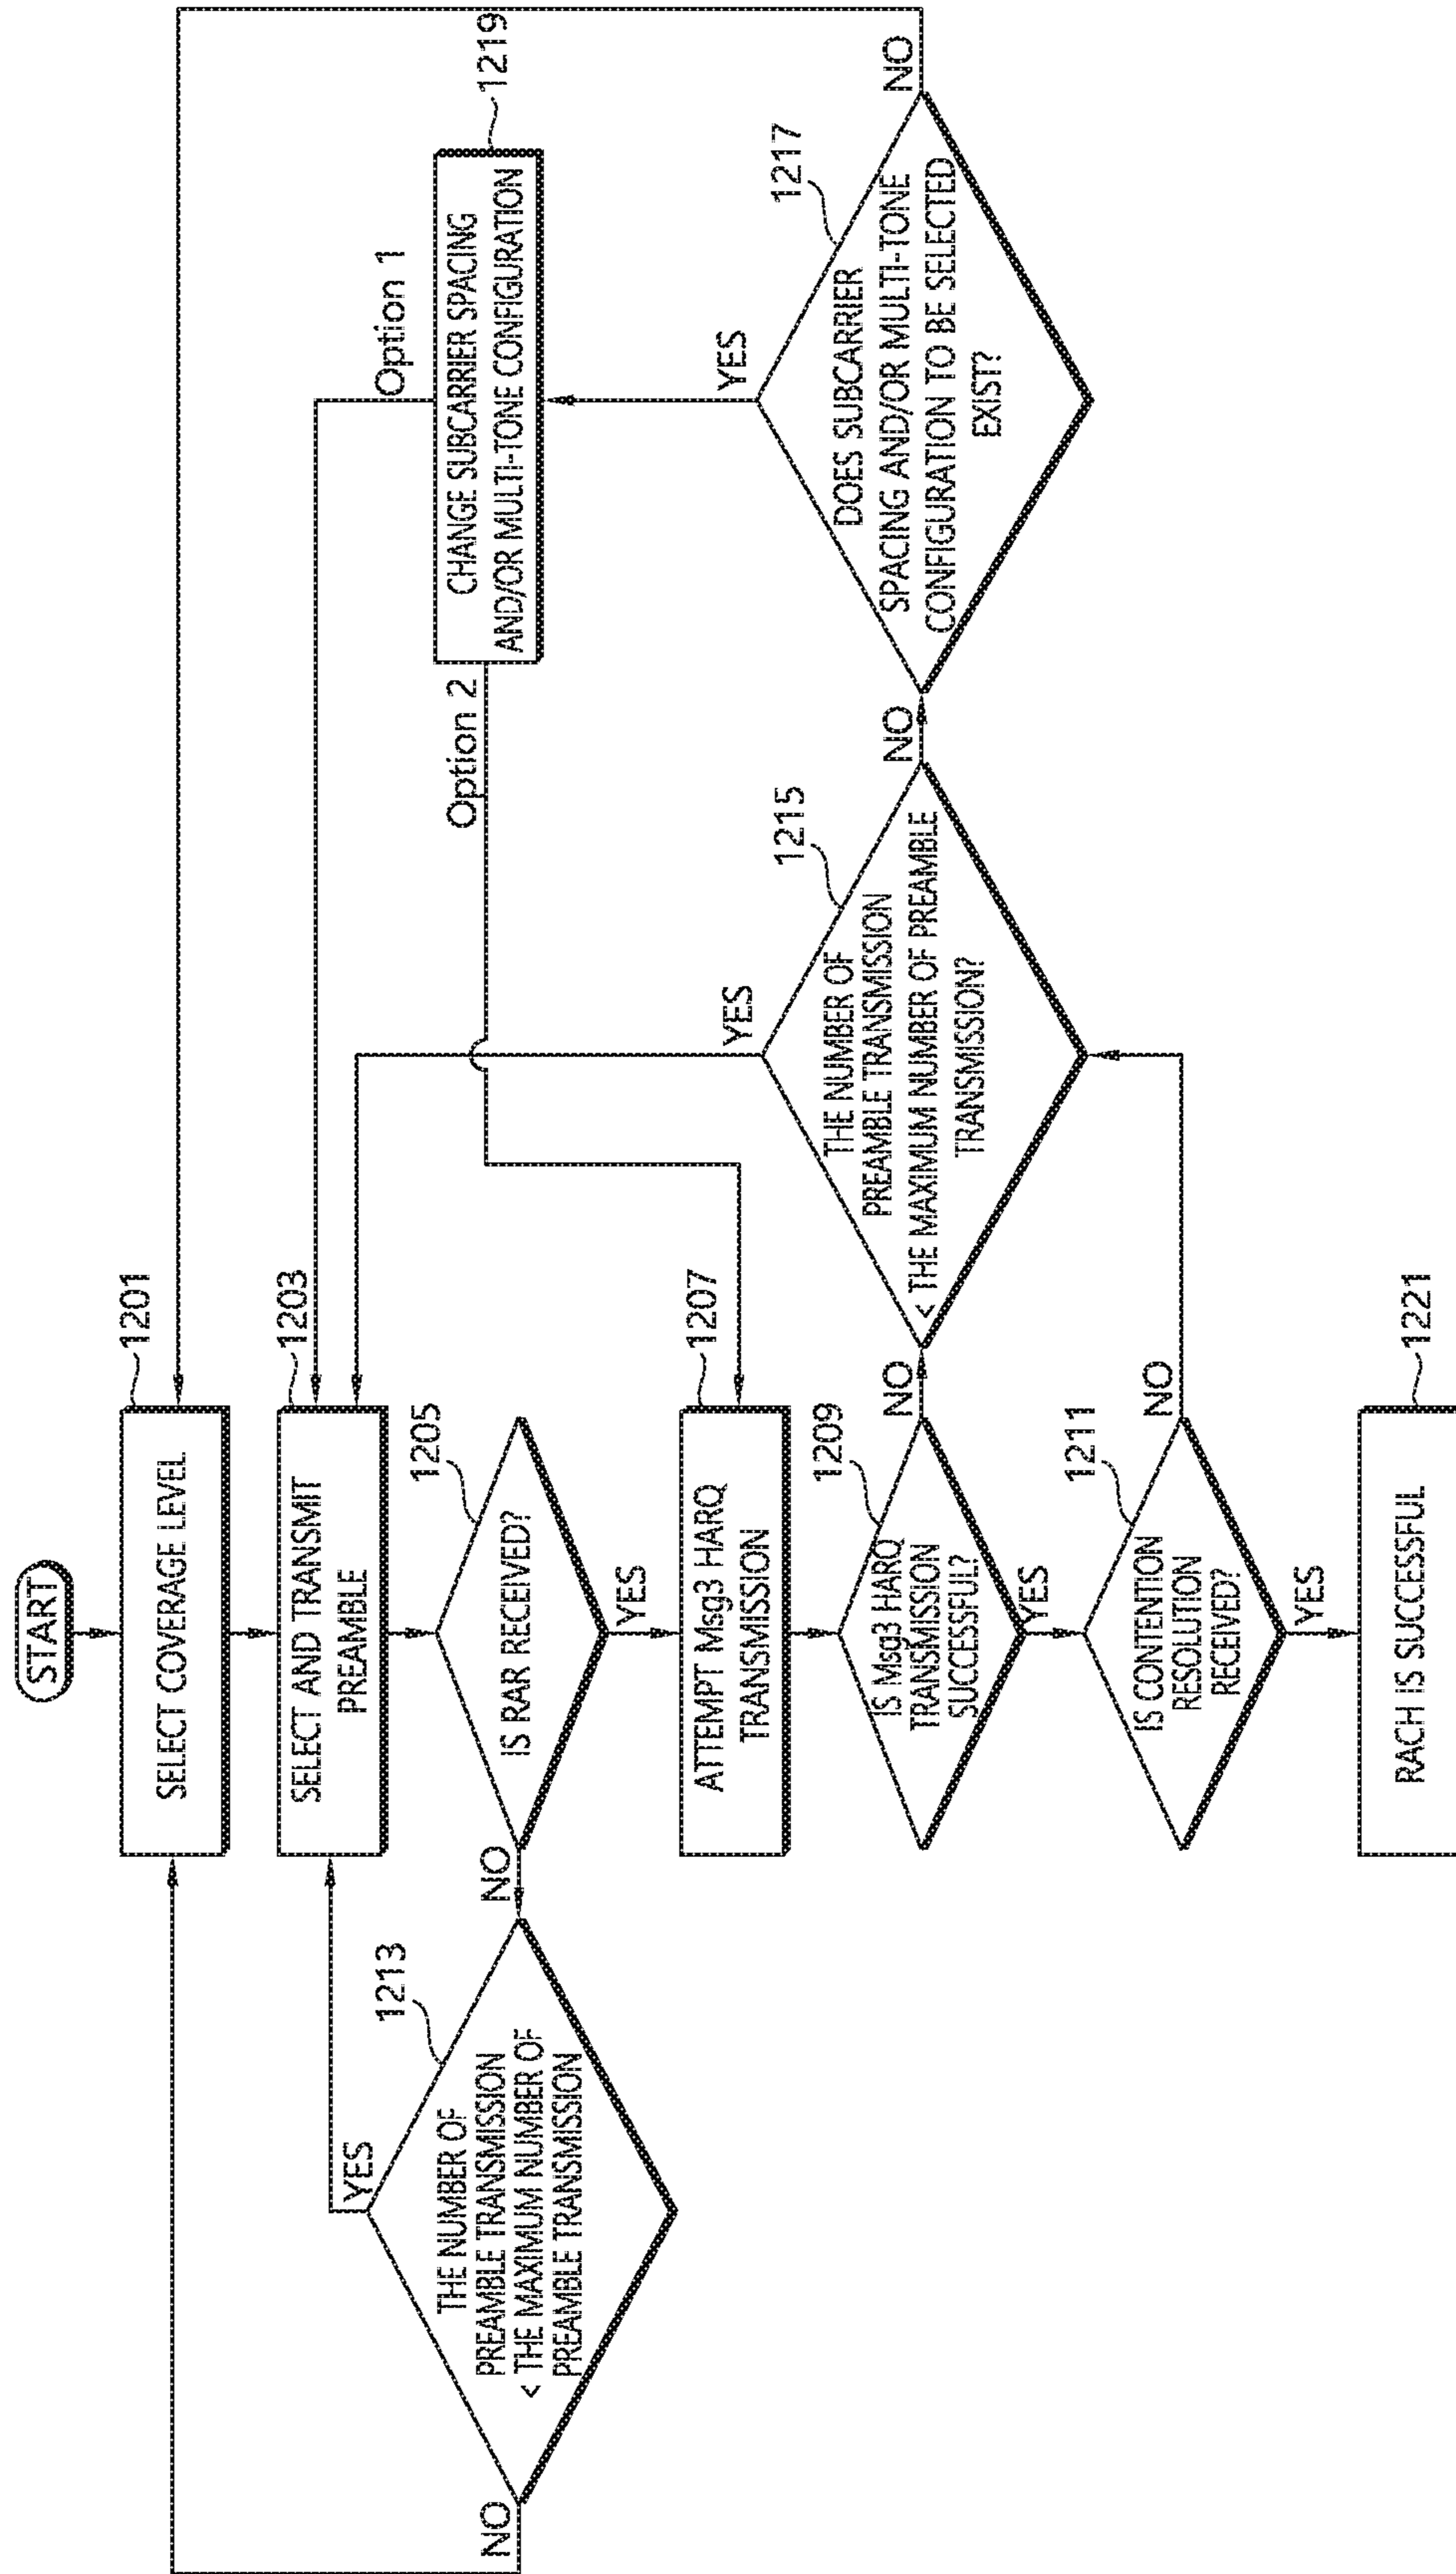 START
1201
SELECT COVERAGE LEVEL
1203
SELECT AND TRANSMIT
PREAMBLE
1205
IS RAR RECEIVED?
NO
YES
1213
THE NUMBER OF
PREAMBLE TRANSMISSION
< THE MAXIMUM NUMBER OF
PREAMBLE TRANSMISSION
YES
NO
1207
ATTEMPT Msg3 HARQ
TRANSMISSION
1209
IS Msg3 HARQ
TRANSMISSION
SUCCESSFUL?
NO
YES
1211
IS CONTENTION
RESOLUTION
RECEIVED?
NO
YES
1221
RACH IS SUCCESSFUL
1215
THE NUMBER OF
PREAMBLE TRANSMISSION
< THE MAXIMUM NUMBER OF PREAMBLE
TRANSMISSION?
YES
NO
1217
DOES SUBCARRIER
SPACING AND/OR MULTI-TONE
CONFIGURATION TO BE SELECTED
EXIST?
YES
NO
1219
CHANGE SUBCARRIER SPACING
AND/OR MULTI-TONE CONFIGURATION
Option 1
Option 2